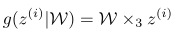 g(z^{(i)}|\mathcal{W}) = \mathcal{W} \times_3 z^{(i)}